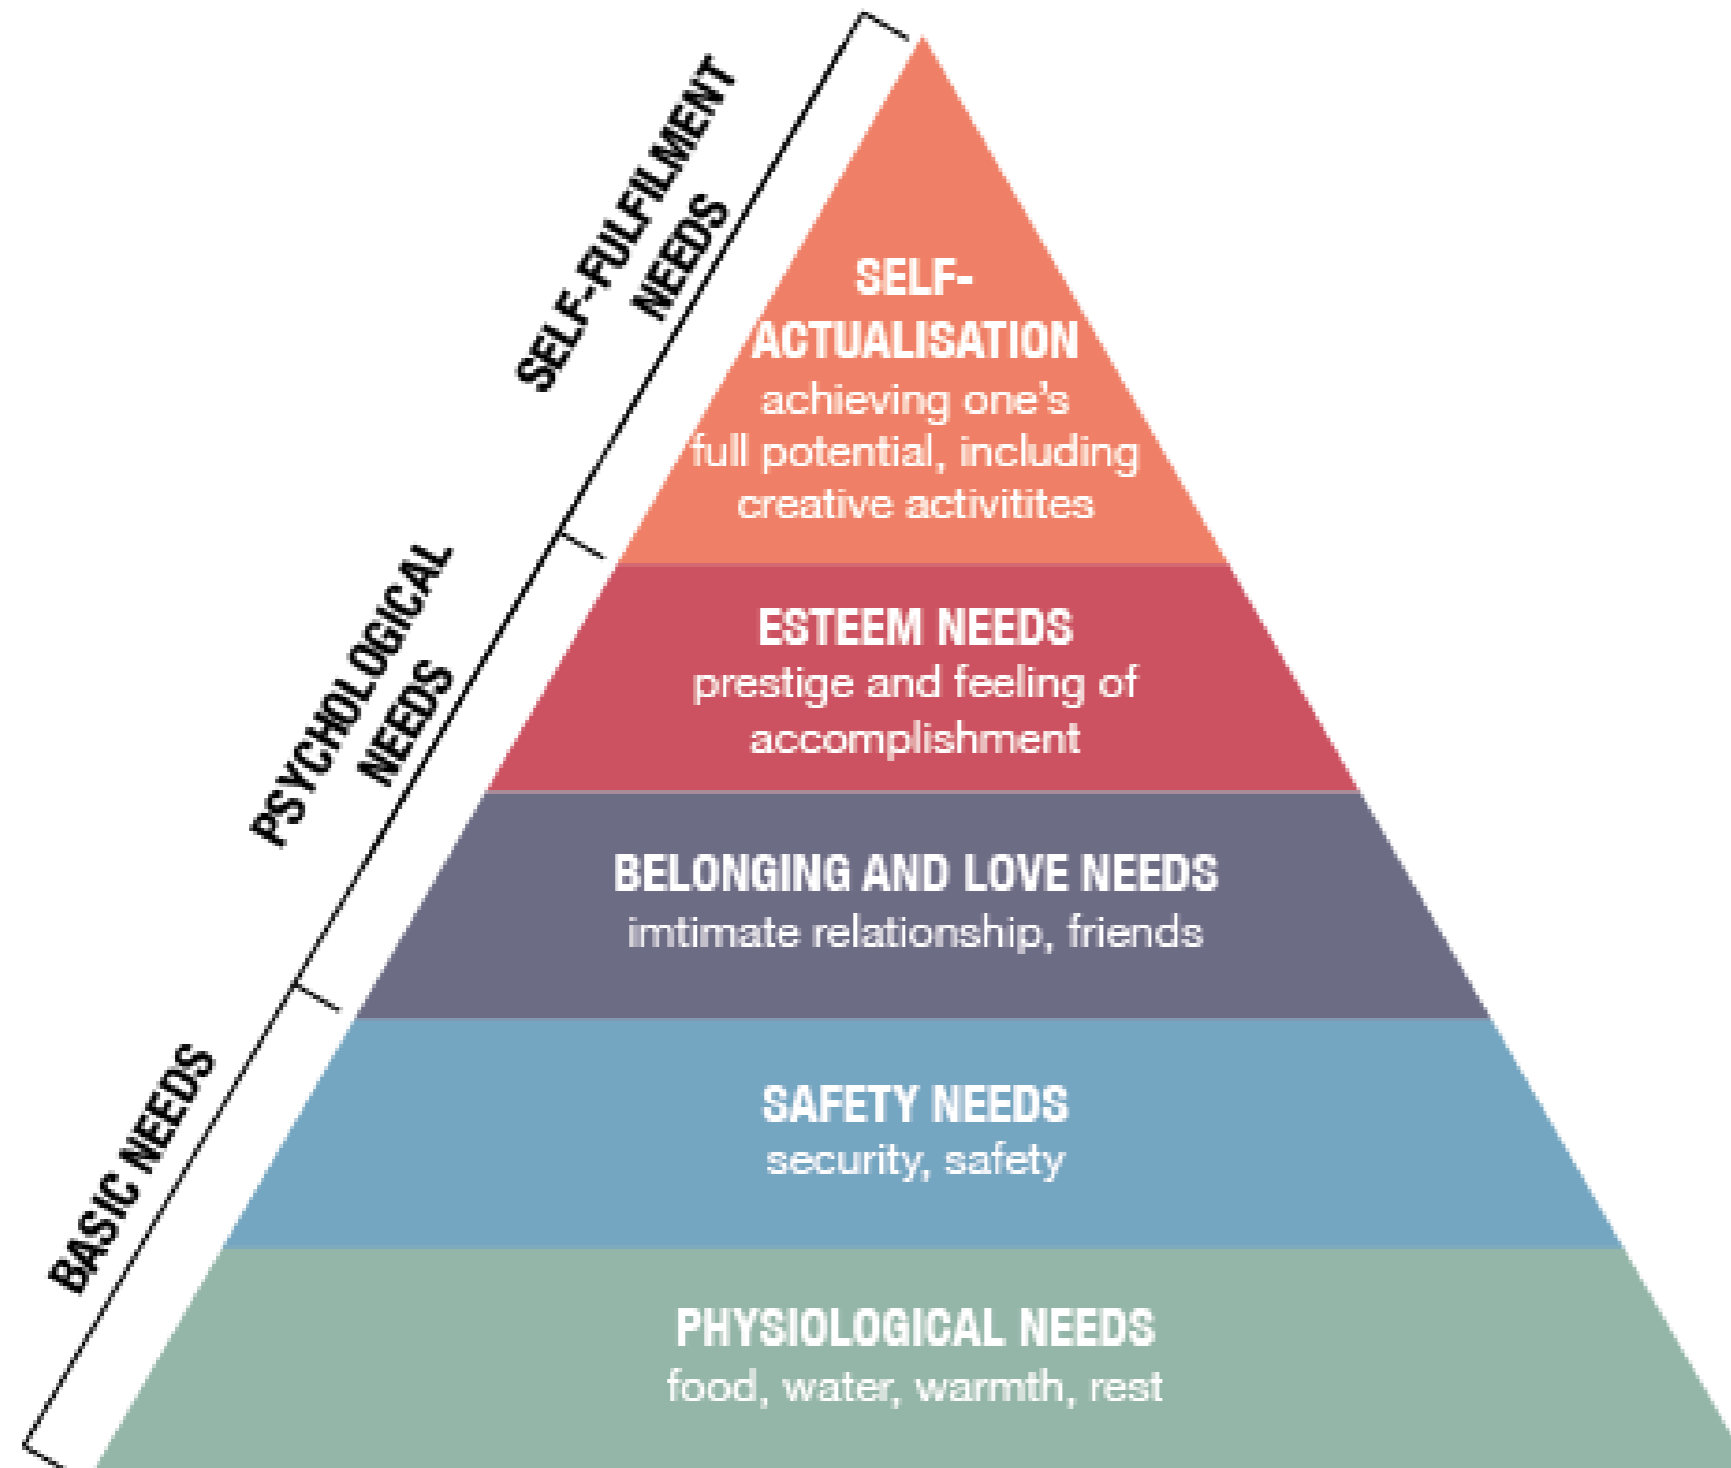 SELF-FULFILMENT
NEEDS
PSYCHOLOGICAL
NEEDS
BASIC NEEDS
SELF-
ACTUALISATION
achieving one's
full potential, including
creative activitites
ESTEEM NEEDS
prestige and feeling of
accomplishment
BELONGING AND LOVE NEEDS
imtimate relationship, friends
SAFETY NEEDS
security, safety
PHYSIOLOGICAL NEEDS
food, water, warmth, rest